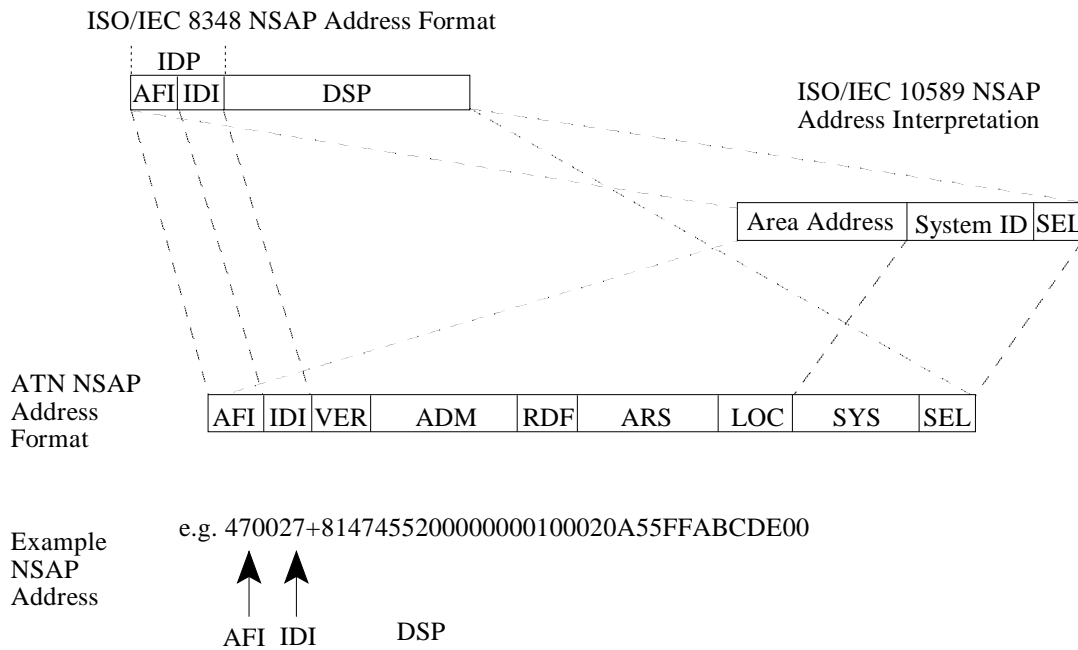 ISO/IEC 8348 NSAP Address Format
IDP
AFI IDI DSP
ISO/IEC 10589 NSAP
Address Interpretation
Area Address System ID SEL
ATN NSAP
Address
Format
AFI IDI VER ADM RDF ARS LOC SYS SEL
e.g. 470027+81474552000000000100020A55FFABCDE00
Example
NSAP
Address
AFI IDI DSP